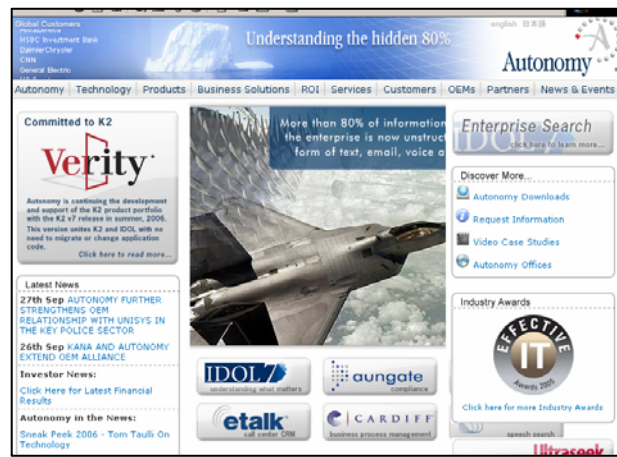 Global Customers
HSBC Investment Bank
DaimlerChrysler
CNN
General Electric
Understanding the hidden 80%
english 日本語
Autonomy
Autonomy Technology Products Business Solutions ROI Services Customers OEMs Partners News & Events
Committed to K2
Verity
Autonomy is continuing the development
and support of the K2 product portfolio
with the K2 v7 release in summer, 2006.
This version unites K2 and IDOL with no
need to migrate or change application
code.
Click here to read more...
Latest News
27th Sep AUTONOMY FURTHER
STRENGTHENS OEM
RELATIONSHIP WITH UNISYS IN
THE KEY POLICE SECTOR
26th Sep KANA AND AUTONOMY
EXTEND OEM ALLIANCE
Investor News:
Click Here for Latest Financial
Results
Autonomy in the News:
Sneak Peek 2006 - Tom Taulli On
Technology
More than 80% of information
the enterprise is now unstruct
form of text, email, voice a
IDOL7
understanding what matters
aungate
compliance
etalk
call center CRM
CARDIFF
business process management
IDOL7
Enterprise Search
click here to learn more...
Discover More...
Autonomy Downloads
Request Information
Video Case Studies
Autonomy Offices
Industry Awards
EFFECTIVE
IT
Awards 2005
Click here for more Industry Awards
speech search
Ultraseek